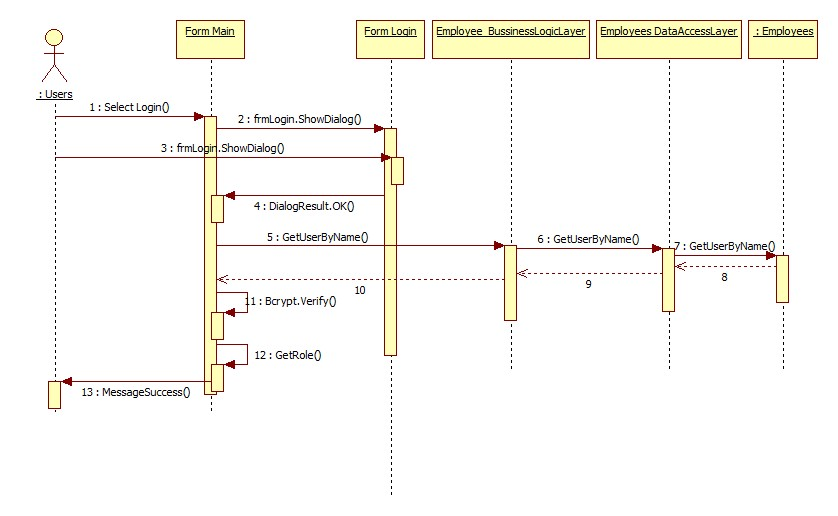 Form Main
Form Login
Employee_BussinessLogicLayer
Employees DataAccessLayer
: Employees
: Users
1 : Select Login()
2 : frmLogin.ShowDialog()
3 : frmLogin.ShowDialog()
4 : DialogResult.OK()
5 : GetUserByName()
6 : GetUserByName()
7 : GetUserByName()
8
9
10
11 : Bcrypt.Verify()
12 : GetRole()
13 : MessageSuccess()